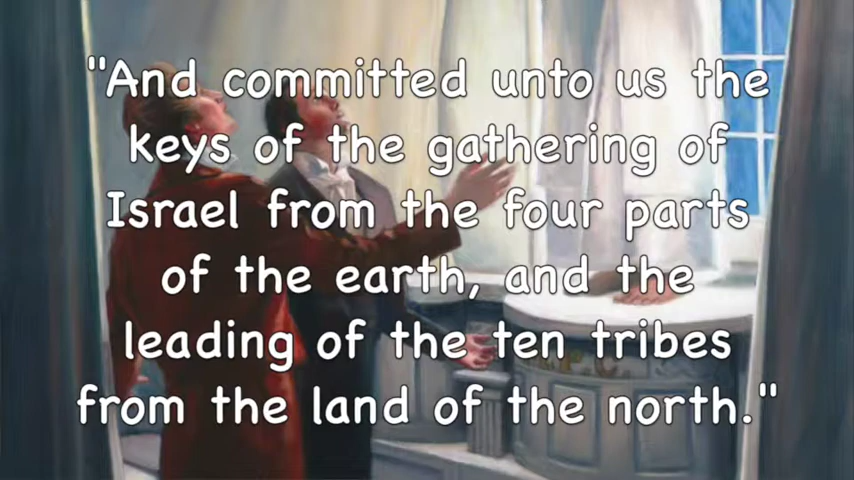 "And committed unto us the
keys of the gathering of
Israel from the four parts
of the earth, and the
leading of the ten tribes
from the land of the north."